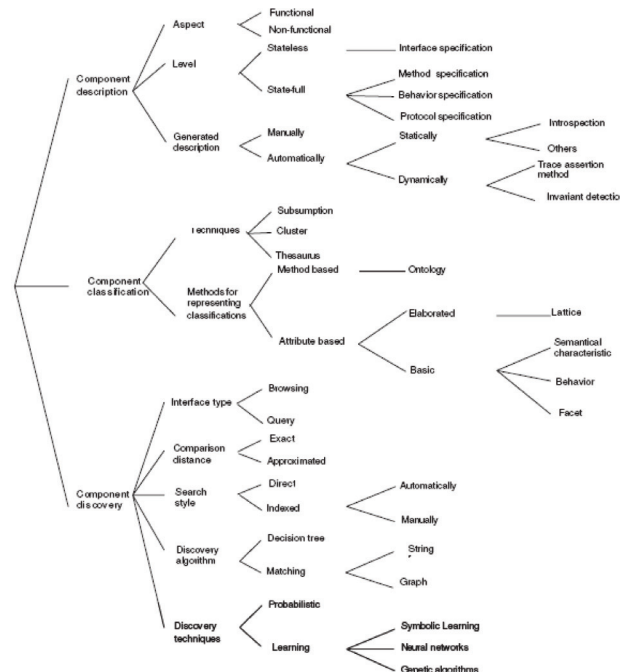 Functional
Aspect
Non-functional
Stateless
Interface specification
Level
Component
description
Method specification
State-full
Behavior specification
Protocol specification
Generated
description
Manually
Statically
Introspection
Automatically
Others
Dynamically
Trace assertion
method
Invariant detectio
Subsumption
Techniques
Cluster
Thesaurus
Component
classification
Method based
Ontology
Methods for
representing
classifications
Elaborated
Lattice
Attribute based
Semantical
characteristic
Basic
Behavior
Facet
Browsing
Interface type
Query
Exact
Comparison
distance
Approximated
Component
discovery
Direct
Automatically
Search
style
Indexed
Manually
Decision tree
String
Discovery
algorithm
Matching
Graph
Probabilistic
Discovery
techniques
Symbolic Learning
Learning
Neural networks
Genetic algorithms